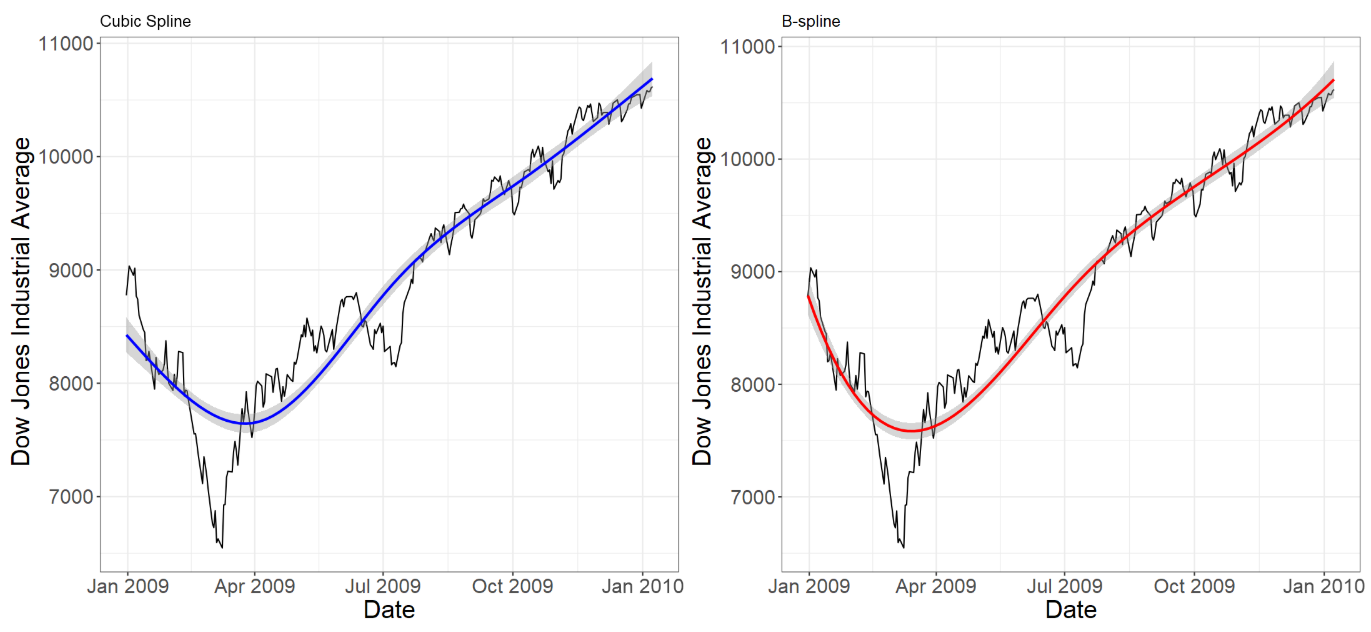 Cubic Spline
Dow Jones Industrial Average
11000
10000
9000
8000
7000
Jan 2009 Apr 2009 Jul 2009 Oct 2009 Jan 2010
Date
B-spline
Dow Jones Industrial Average
11000
10000
9000
8000
7000
Jan 2009 Apr 2009 Jul 2009 Oct 2009 Jan 2010
Date